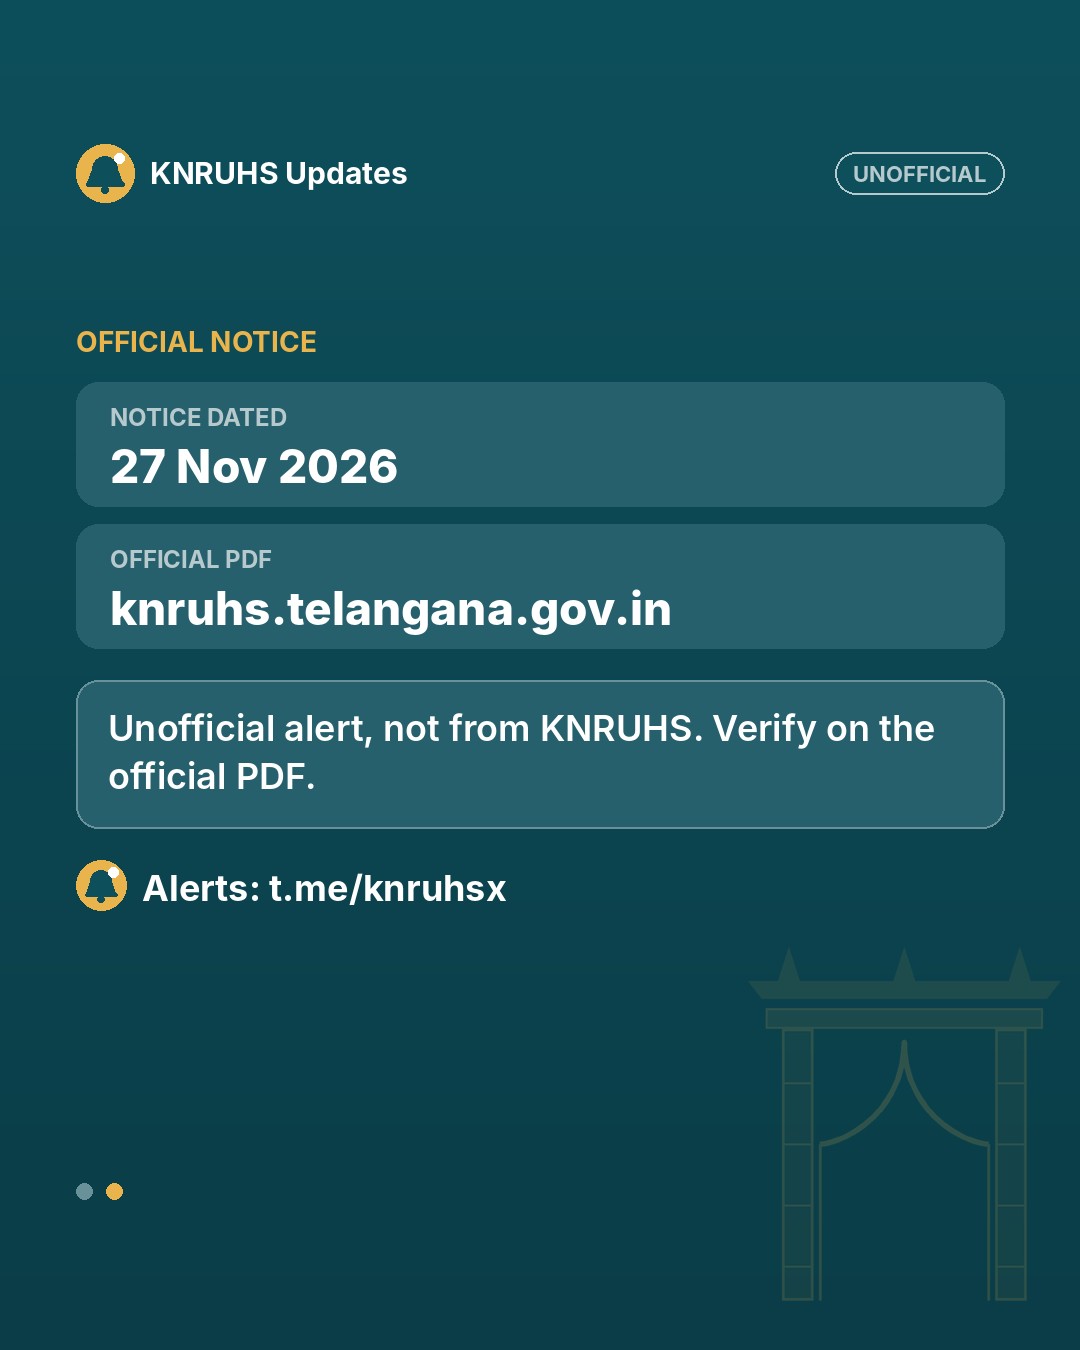 KNRUHS Updates
UNOFFICIAL
OFFICIAL NOTICE
NOTICE DATED
27 Nov 2026
OFFICIAL PDF
knruhs.telangana.gov.in
Unofficial alert, not from KNRUHS. Verify on the
official PDF.
Alerts: t.me/knruhsx